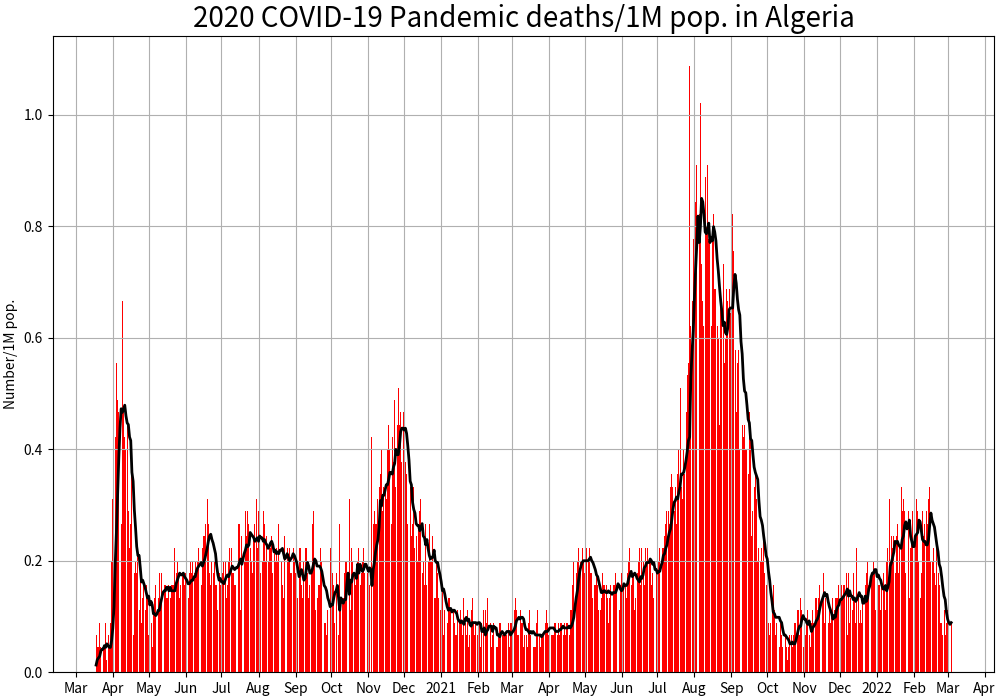 2020 COVID-19 Pandemic deaths/1M pop. in Algeria
Number/1M pop.
1.0
0.8
0.6
0.4
0.2
0.0
Mar Apr May Jun Jul Aug Sep Oct Nov Dec 2021 Feb Mar Apr May Jun Jul Aug Sep Oct Nov Dec 2022 Feb Mar Apr